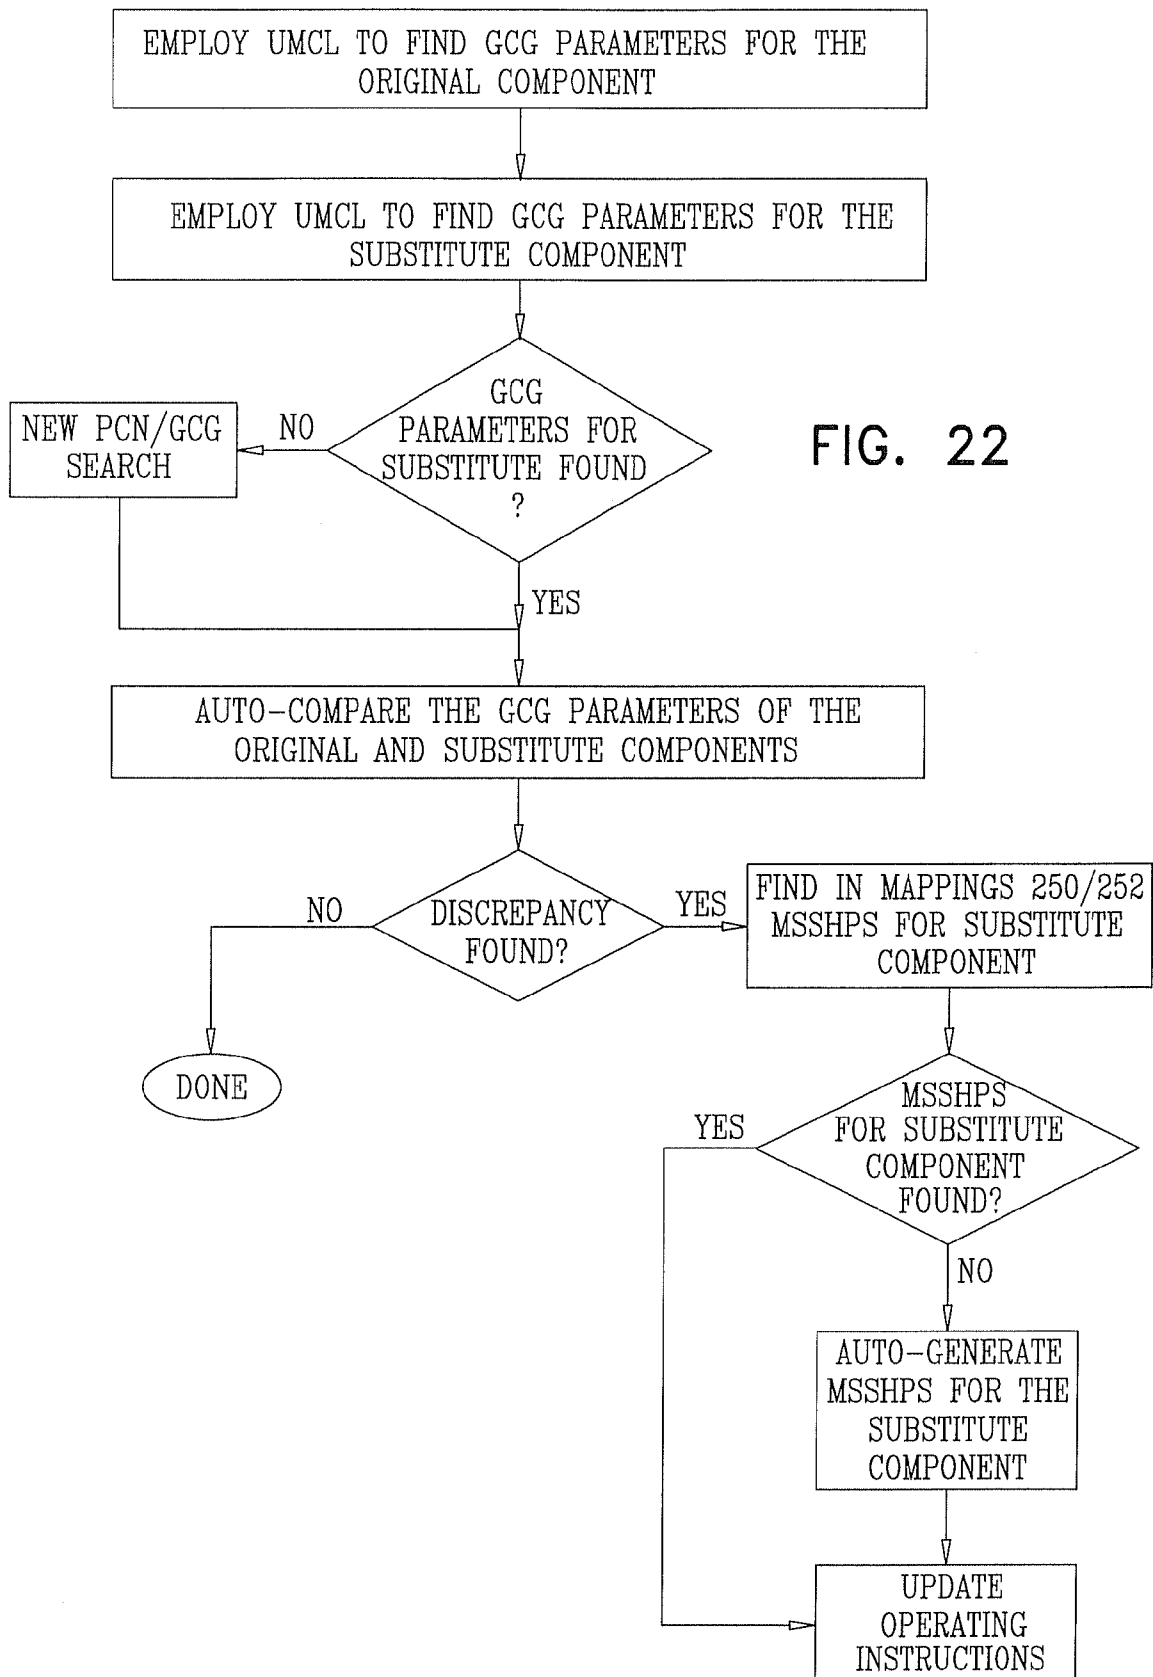 EMPLOY UMCL TO FIND GCG PARAMETERS FOR THE
ORIGINAL COMPONENT
EMPLOY UMCL TO FIND GCG PARAMETERS FOR THE
SUBSTITUTE COMPONENT
GCG
PARAMETERS FOR
SUBSTITUTE FOUND
?
NO
NEW PCN/GCG
SEARCH
FIG. 22
YES
AUTO-COMPARE THE GCG PARAMETERS OF THE
ORIGINAL AND SUBSTITUTE COMPONENTS
DISCREPANCY
FOUND?
NO
YES
FIND IN MAPPINGS 250/252
MSSHPS FOR SUBSTITUTE
COMPONENT
DONE
MSSHPS
FOR SUBSTITUTE
COMPONENT
FOUND?
YES
NO
AUTO-GENERATE
MSSHPS FOR THE
SUBSTITUTE
COMPONENT
UPDATE
OPERATING
INSTRUCTIONS